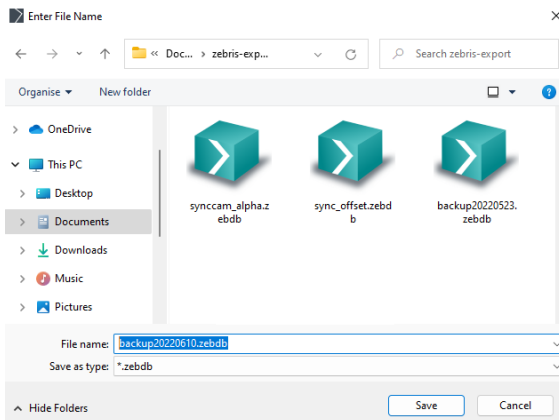 Enter File Name
« Doc... > zebris-exp...
Search zebris-export
Organise
New folder
OneDrive
This PC
Desktop
Documents
Downloads
Music
Pictures
synccam_alpha.z
ebdb
sync_offset.zebd
b
backup20220523.
zebdb
File name: backup20220610.zebdb
Save as type: *.zebdb
Hide Folders
Save
Cancel